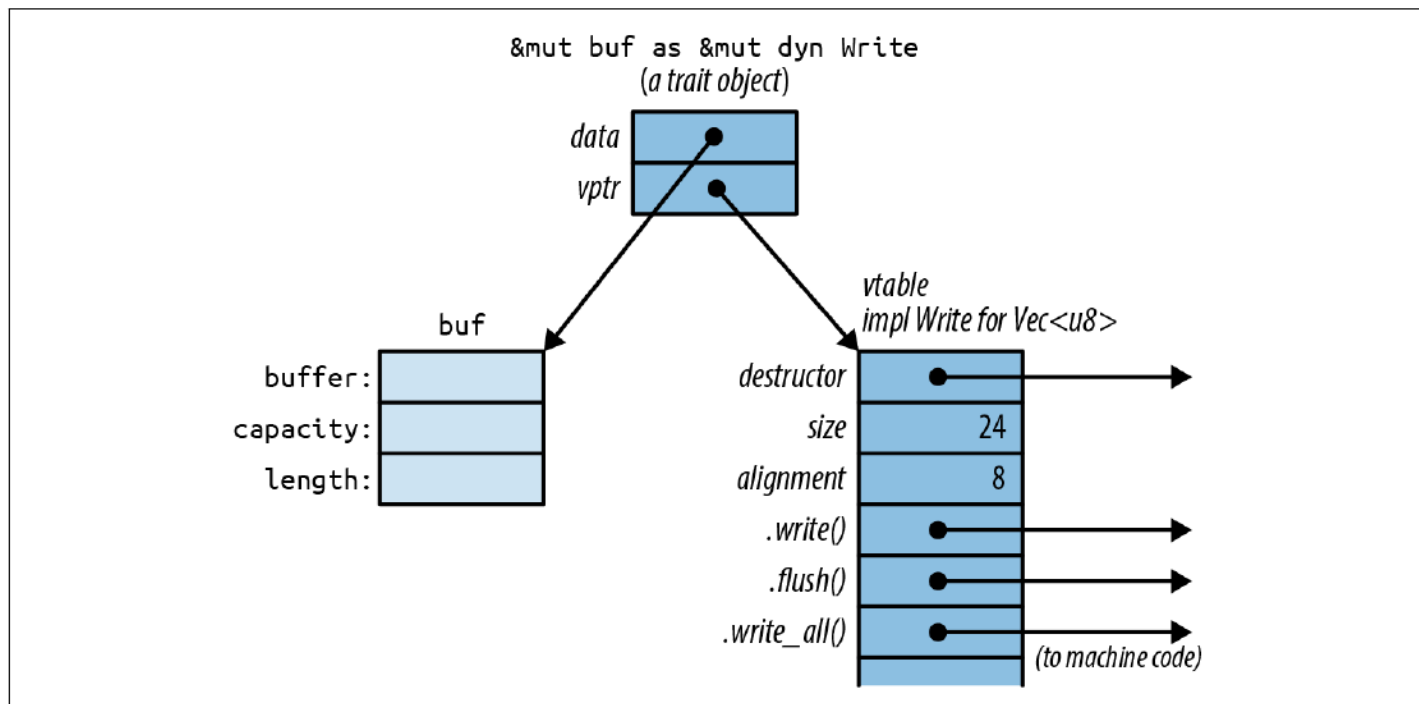 &mut buf as &mut dyn Write
(a trait object)
data
vptr
vtable
impl Write for Vec<u8>
buf
buffer:
capacity:
length:
destructor
size 24
alignment 8
.write()
.flush()
.write_all()
(to machine code)